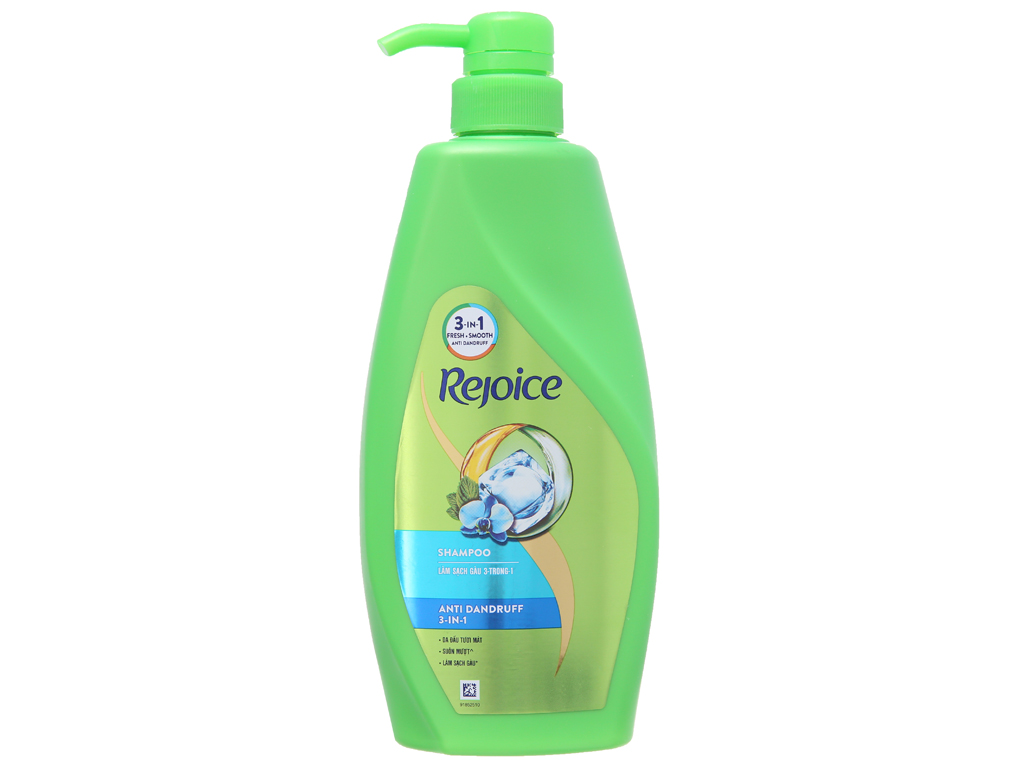 3-IN-1
FRESH • SMOOTH
ANTI DANDRUFF
Rejoice
SHAMPOO
LÀM SẠCH GÀU 3-TRONG-1
ANTI DANDRUFF
3-IN-1
• DA ĐẦU TƯƠI MÁT
• SUÔN MƯỢT^
• LÀM SẠCH GÀU*